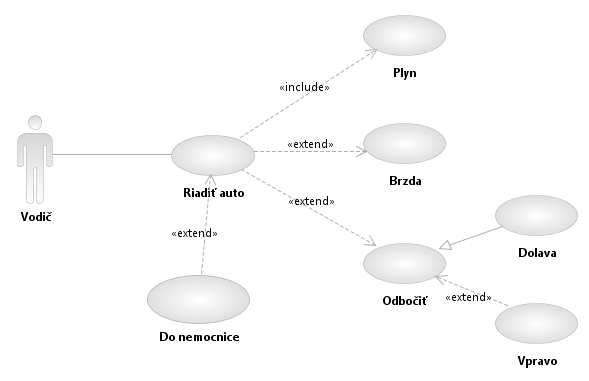 Plyn
«include»
«extend»
Brzda
Vodič
Riadiť auto
«extend»
«extend»
Dolava
Odbočiť
«extend»
Do nemocnice
Vpravo